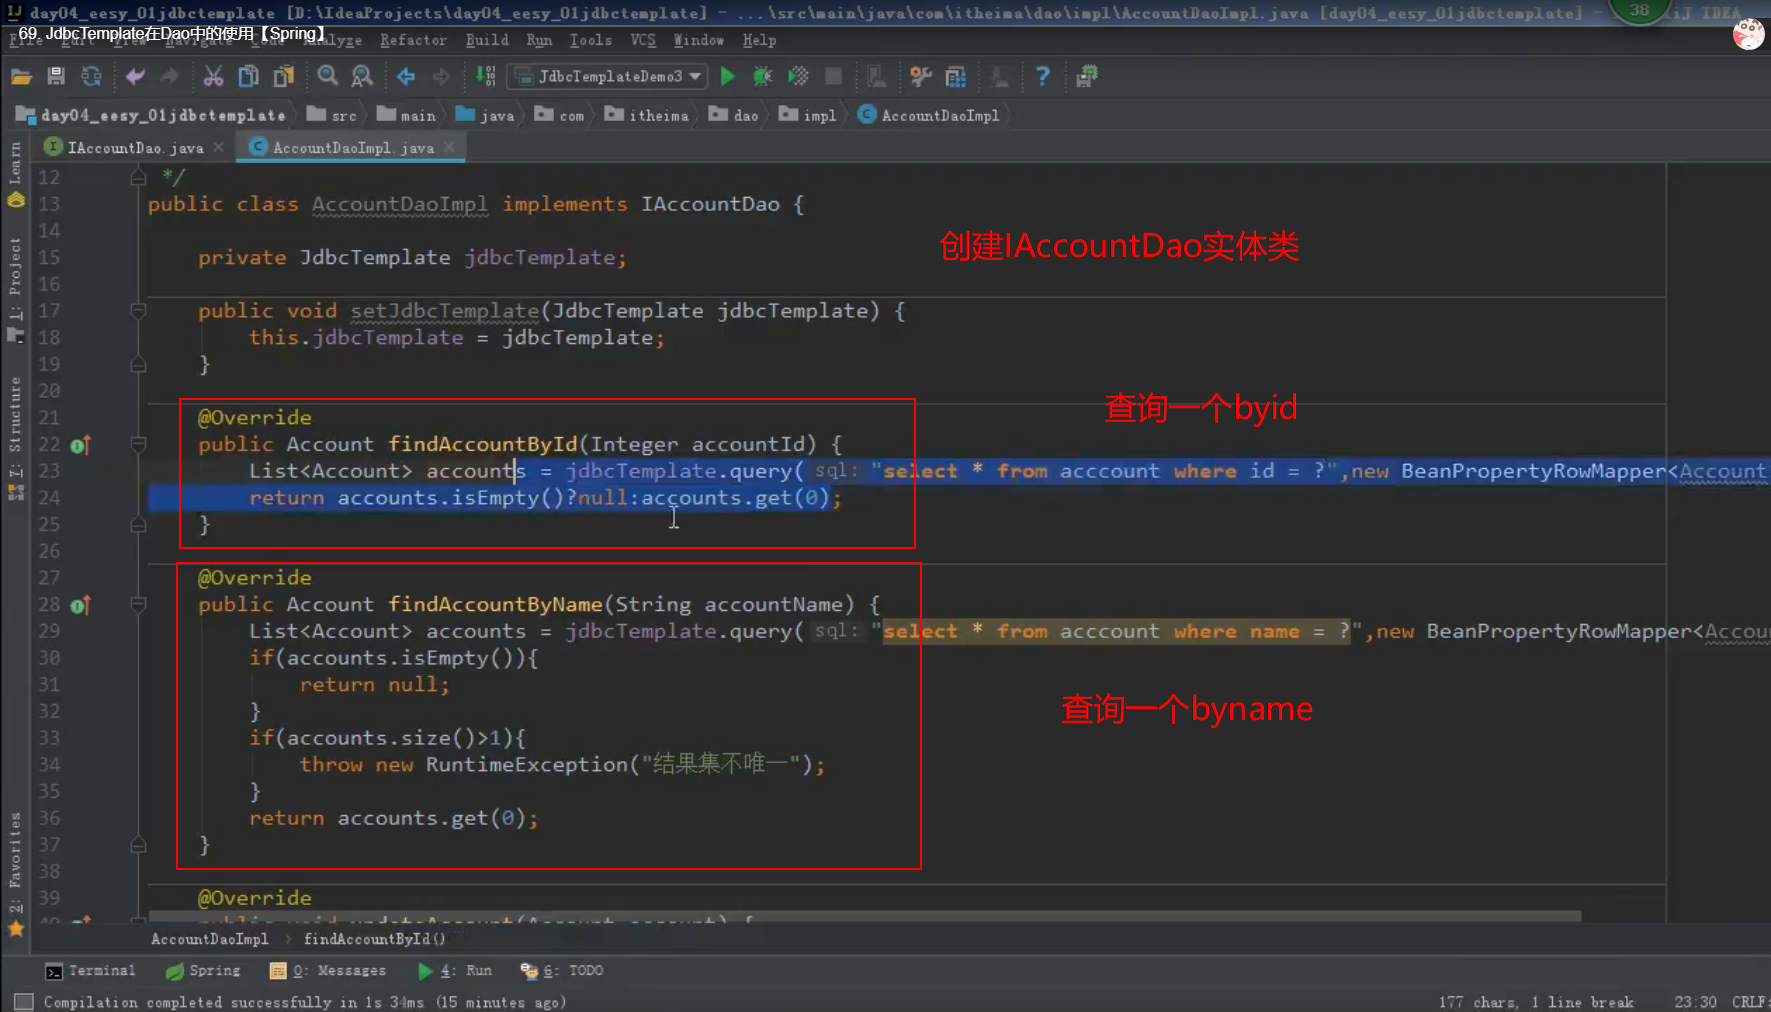 day04_eesy_01jdbctemplate [D:\IdeaProjects\day04_eesy_01jdbctemplate] - ...\src\main\java\com\itheima\dao\impl\AccountDaoImpl.java [day04_eesy_01jdbctemplate] - IntelliJ IDEA
38
69. JdbcTemplate在Dao中的使用【Spring】
File Edit View Navigate Code Analyze Refactor Build Run Tools VCS Window Help
JdbcTemplateDemo3
day04_eesy_01jdbctemplate src main java com itheima dao impl AccountDaoImpl
IAccountDao.java AccountDaoImpl.java
Learn
1: Project
7: Structure
2: Favorites
12 */
13 public class AccountDaoImpl implements IAccountDao {
14
创建IAccountDao实体类
15 private JdbcTemplate jdbcTemplate;
16
17 public void setJdbcTemplate(JdbcTemplate jdbcTemplate) {
18 this.jdbcTemplate = jdbcTemplate;
19 }
20
查询一个byid
21 @Override
22 public Account findAccountById(Integer accountId) {
23 List<Account> accounts = jdbcTemplate.query( sql: "select * from acccount where id = ?",new BeanPropertyRowMapper<Account
24 return accounts.isEmpty()?null:accounts.get(0);
25 }
26
27 @Override
28 public Account findAccountByName(String accountName) {
29 List<Account> accounts = jdbcTemplate.query( sql: "select * from acccount where name = ?",new BeanPropertyRowMapper<Accou
30 if(accounts.isEmpty()){
31 return null;
32 }
查询一个byname
33 if(accounts.size()>1){
34 throw new RuntimeException("结果集不唯一");
35 }
36 return accounts.get(0);
37 }
38
39 @Override
40 public void updateAccount(Account account) {
AccountDaoImpl findAccountById()
Terminal Spring 0: Messages 4: Run 6: TODO
Compilation completed successfully in 1s 34ms (15 minutes ago) 177 chars, 1 line break 23:30 CRLF: